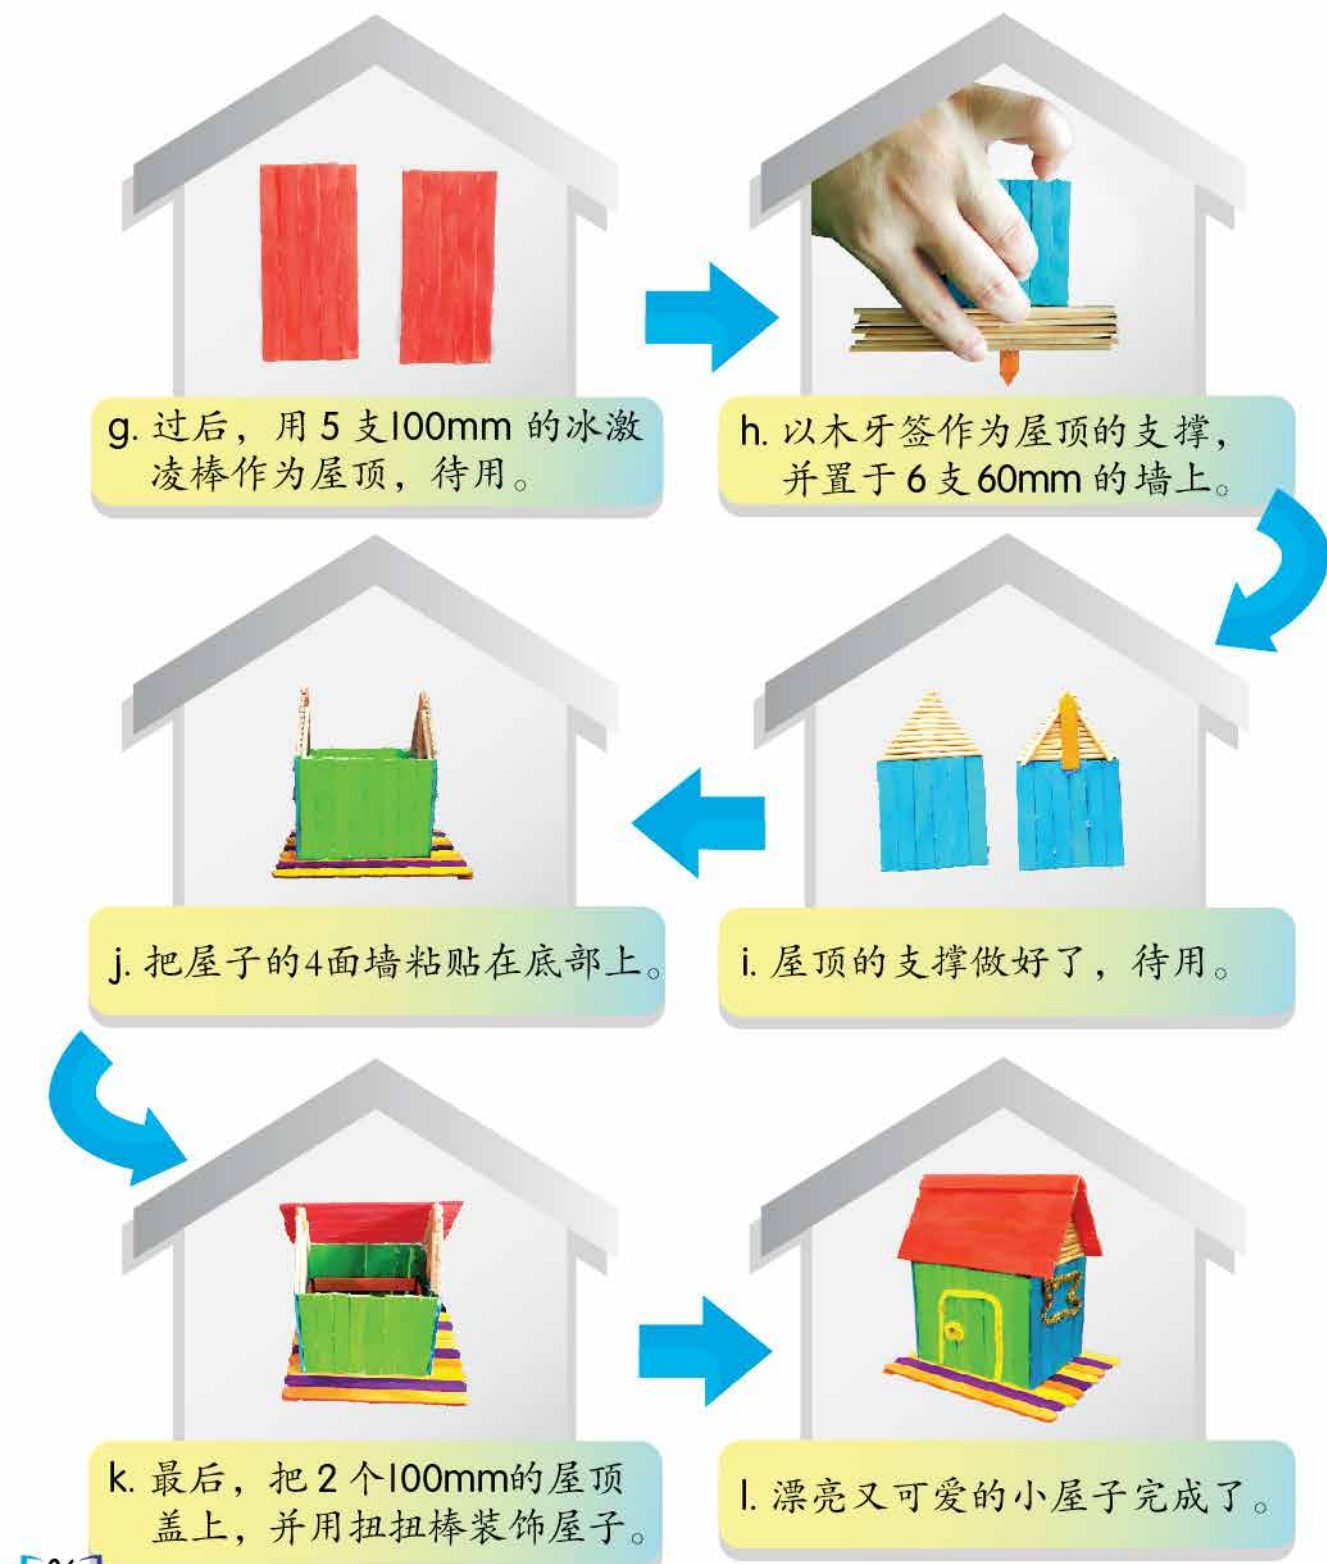 g. 过后，用 5 支100mm 的冰激
凌棒作为屋顶，待用。
h. 以木牙签作为屋顶的支撑，
并置于 6 支 60mm 的墙上。
i. 屋顶的支撑做好了，待用。
j. 把屋子的4面墙粘贴在底部上。
k. 最后，把 2 个100mm的屋顶
盖上，并用扭扭棒装饰屋子。
l. 漂亮又可爱的小屋子完成了。